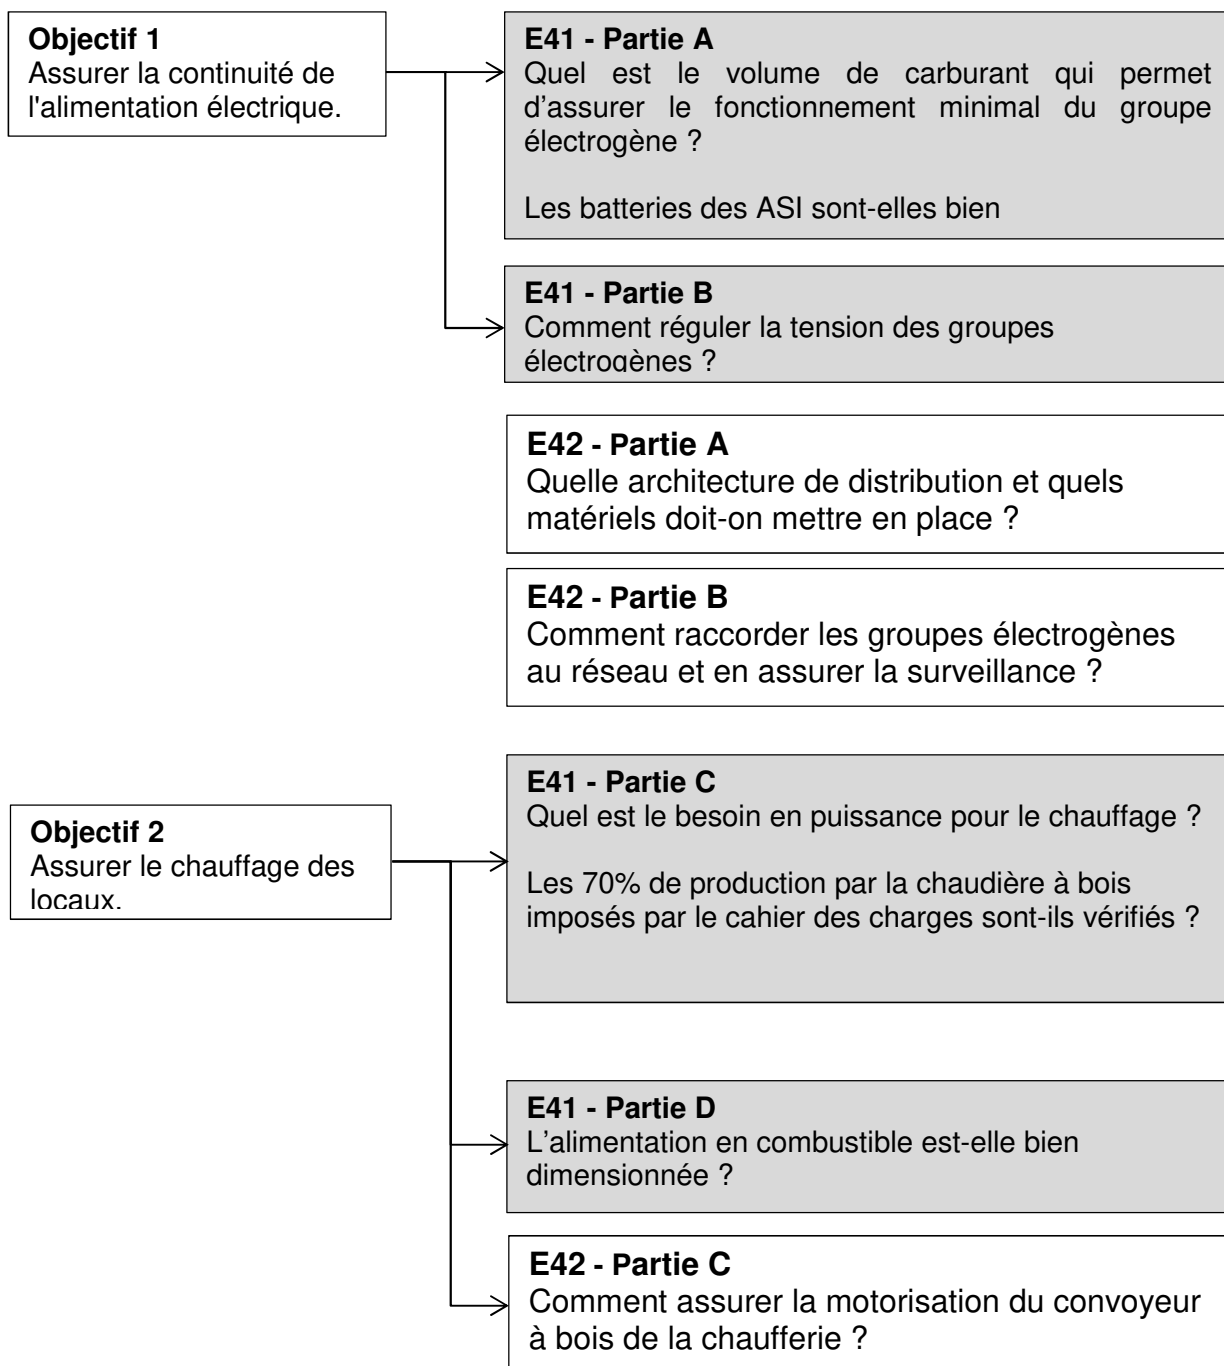 Objectif 1
Assurer la continuité de
l'alimentation électrique.
E41 - Partie A
Quel est le volume de carburant qui permet
d'assurer le fonctionnement minimal du groupe
électrogène ?
Les batteries des ASI sont-elles bien
E41 - Partie B
Comment réguler la tension des groupes
électrogènes ?
E42 - Partie A
Quelle architecture de distribution et quels
matériels doit-on mettre en place ?
E42 - Partie B
Comment raccorder les groupes électrogènes
au réseau et en assurer la surveillance ?
Objectif 2
Assurer le chauffage des
locaux.
E41 - Partie C
Quel est le besoin en puissance pour le chauffage ?
Les 70% de production par la chaudière à bois
imposés par le cahier des charges sont-ils vérifiés ?
E41 - Partie D
L'alimentation en combustible est-elle bien
dimensionnée ?
E42 - Partie C
Comment assurer la motorisation du convoyeur
à bois de la chaufferie ?